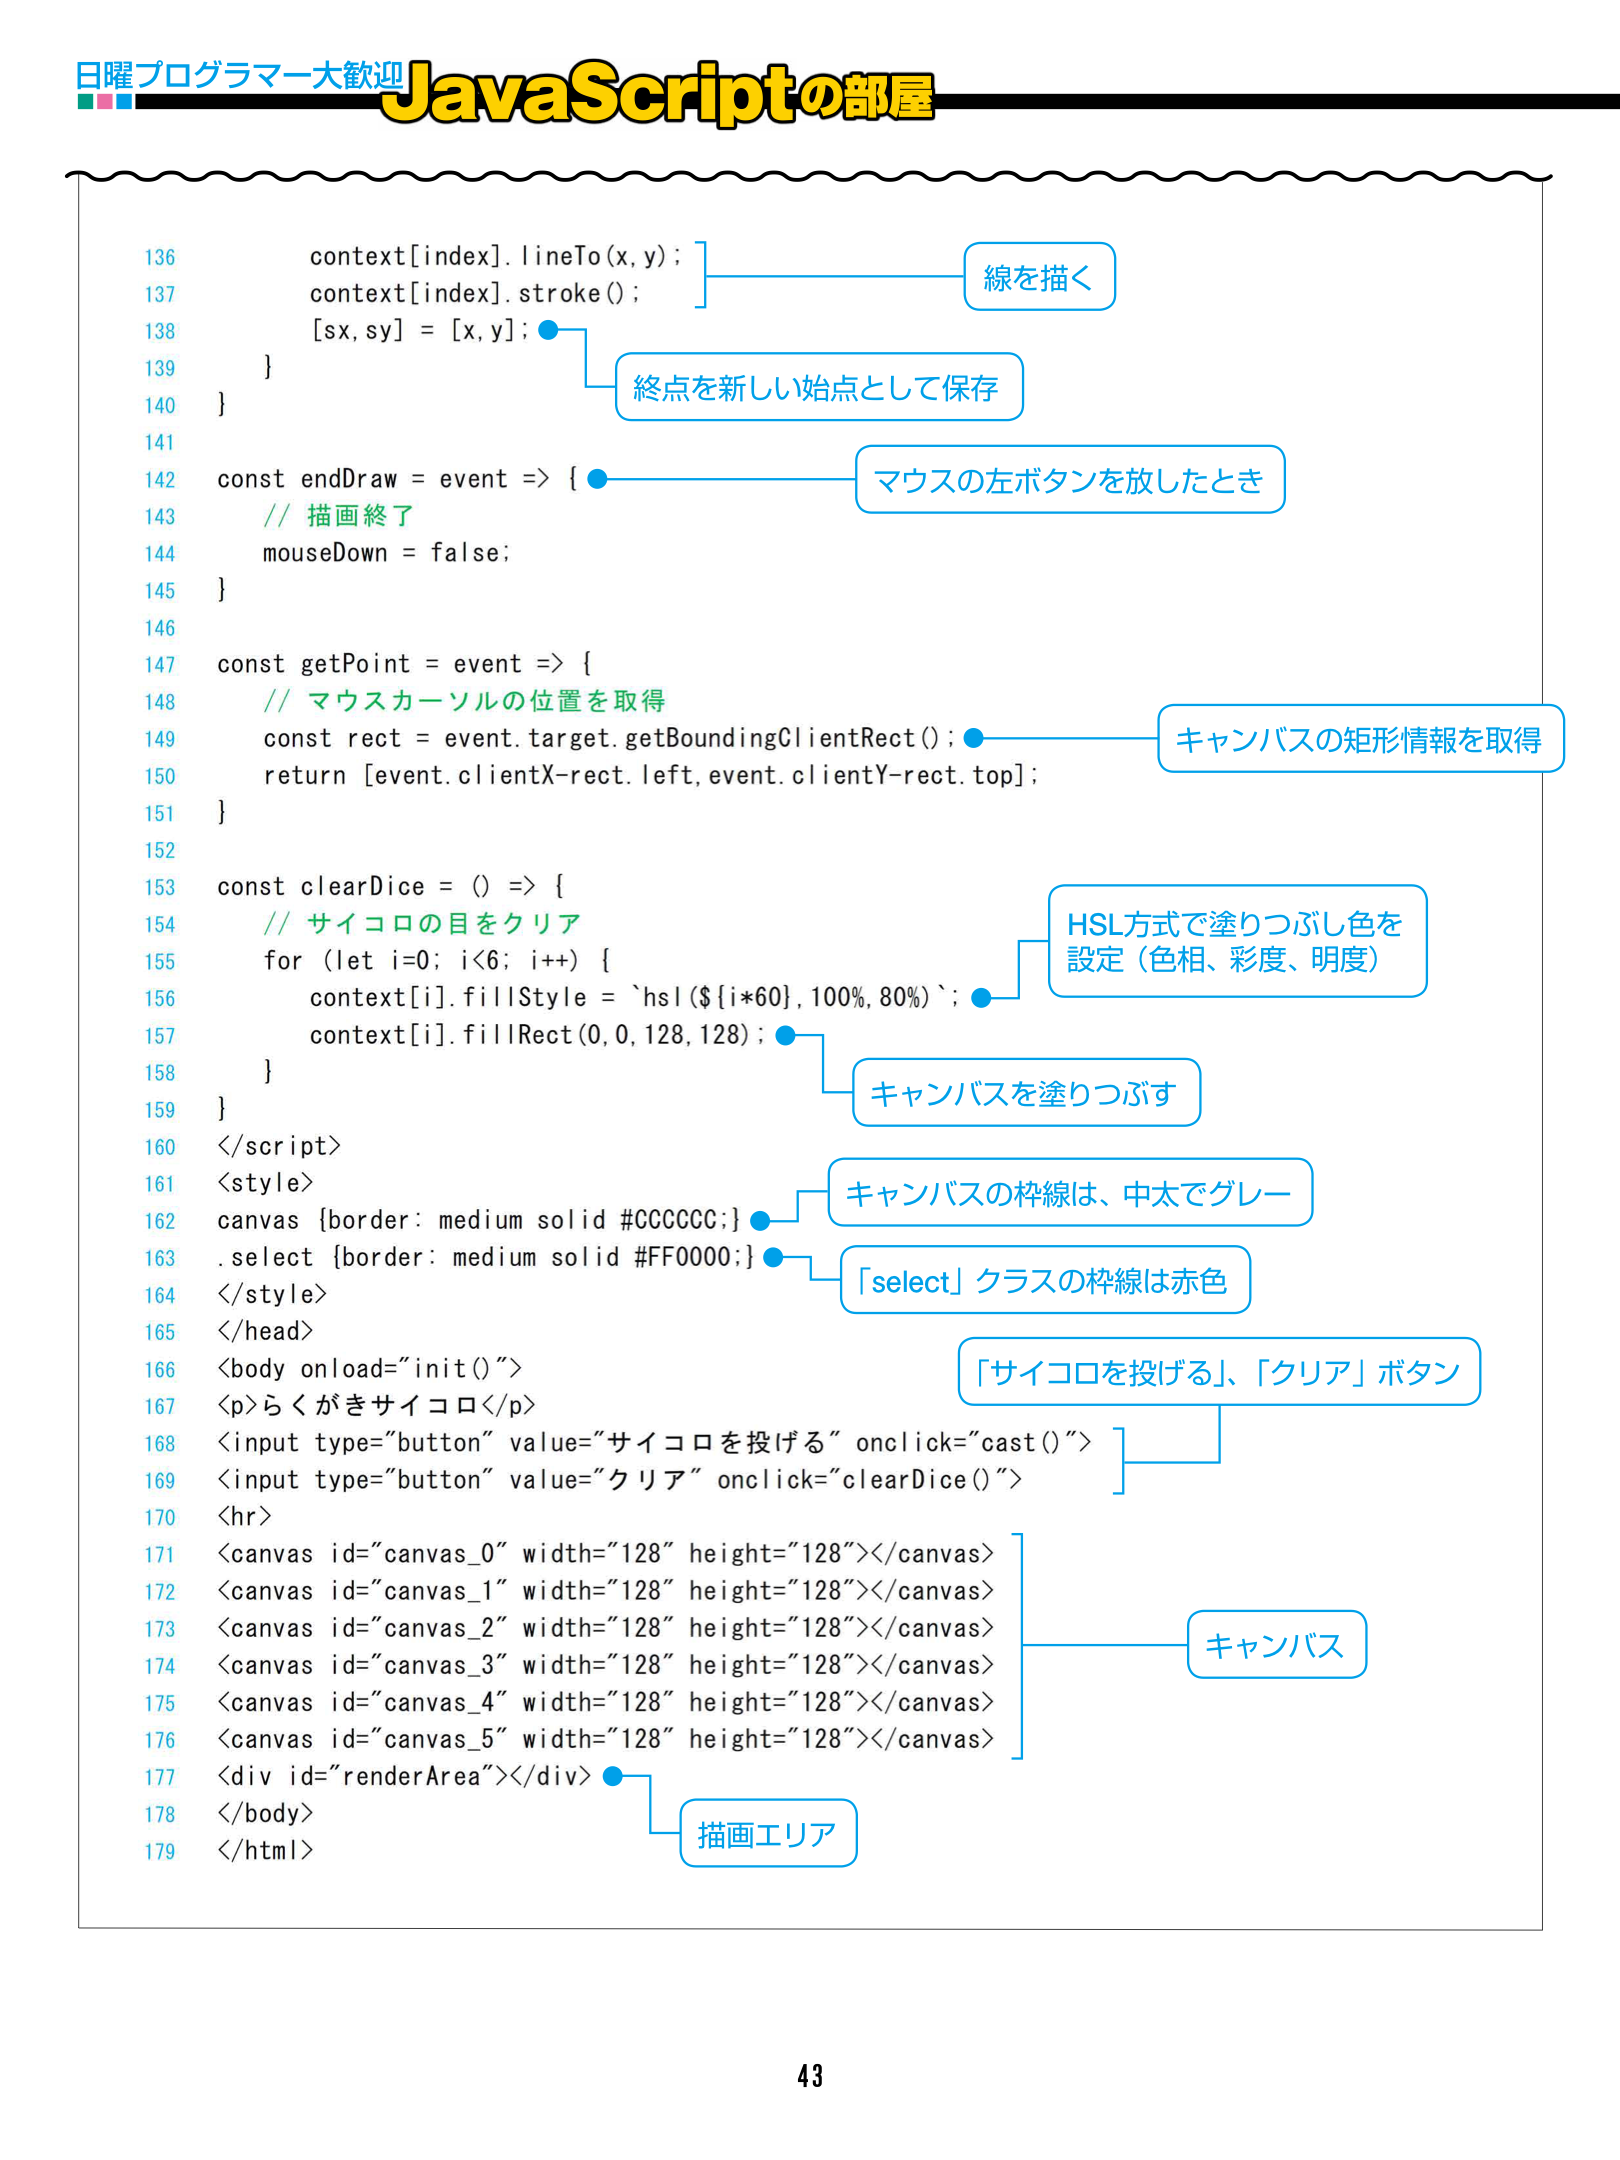 日曜プログラマー大歓迎
JavaScriptの部屋
136 context[index].lineTo(x,y);
線を描く
137 context[index].stroke();
138 [sx,sy] = [x,y];
139 }
終点を新しい始点として保存
140 }
141
142 const endDraw = event => {
マウスの左ボタンを放したとき
143 // 描画終了
144 mouseDown = false;
145 }
146
147 const getPoint = event => {
148 // マウスカーソルの位置を取得
149 const rect = event.target.getBoundingClientRect();
キャンバスの矩形情報を取得
150 return [event.clientX-rect.left,event.clientY-rect.top];
151 }
152
153 const clearDice = () => {
154 // サイコロの目をクリア
HSL方式で塗りつぶし色を
設定（色相、彩度、明度）
155 for (let i=0; i<6; i++) {
156 context[i].fillStyle = `hsl(${i*60},100%,80%)`;
157 context[i].fillRect(0,0,128,128);
158 }
キャンバスを塗りつぶす
159 }
160 </script>
161 <style>
キャンバスの枠線は、中太でグレー
162 canvas {border: medium solid #CCCCCC;}
163 .select {border: medium solid #FF0000;}
「select」クラスの枠線は赤色
164 </style>
165 </head>
166 <body onload="init()">
「サイコロを投げる」、「クリア」ボタン
167 <p>らくがきサイコロ</p>
168 <input type="button" value="サイコロを投げる" onclick="cast()">
169 <input type="button" value="クリア" onclick="clearDice()">
170 <hr>
171 <canvas id="canvas_0" width="128" height="128"></canvas>
172 <canvas id="canvas_1" width="128" height="128"></canvas>
173 <canvas id="canvas_2" width="128" height="128"></canvas>
キャンバス
174 <canvas id="canvas_3" width="128" height="128"></canvas>
175 <canvas id="canvas_4" width="128" height="128"></canvas>
176 <canvas id="canvas_5" width="128" height="128"></canvas>
177 <div id="renderArea"></div>
178 </body>
描画エリア
179 </html>
43